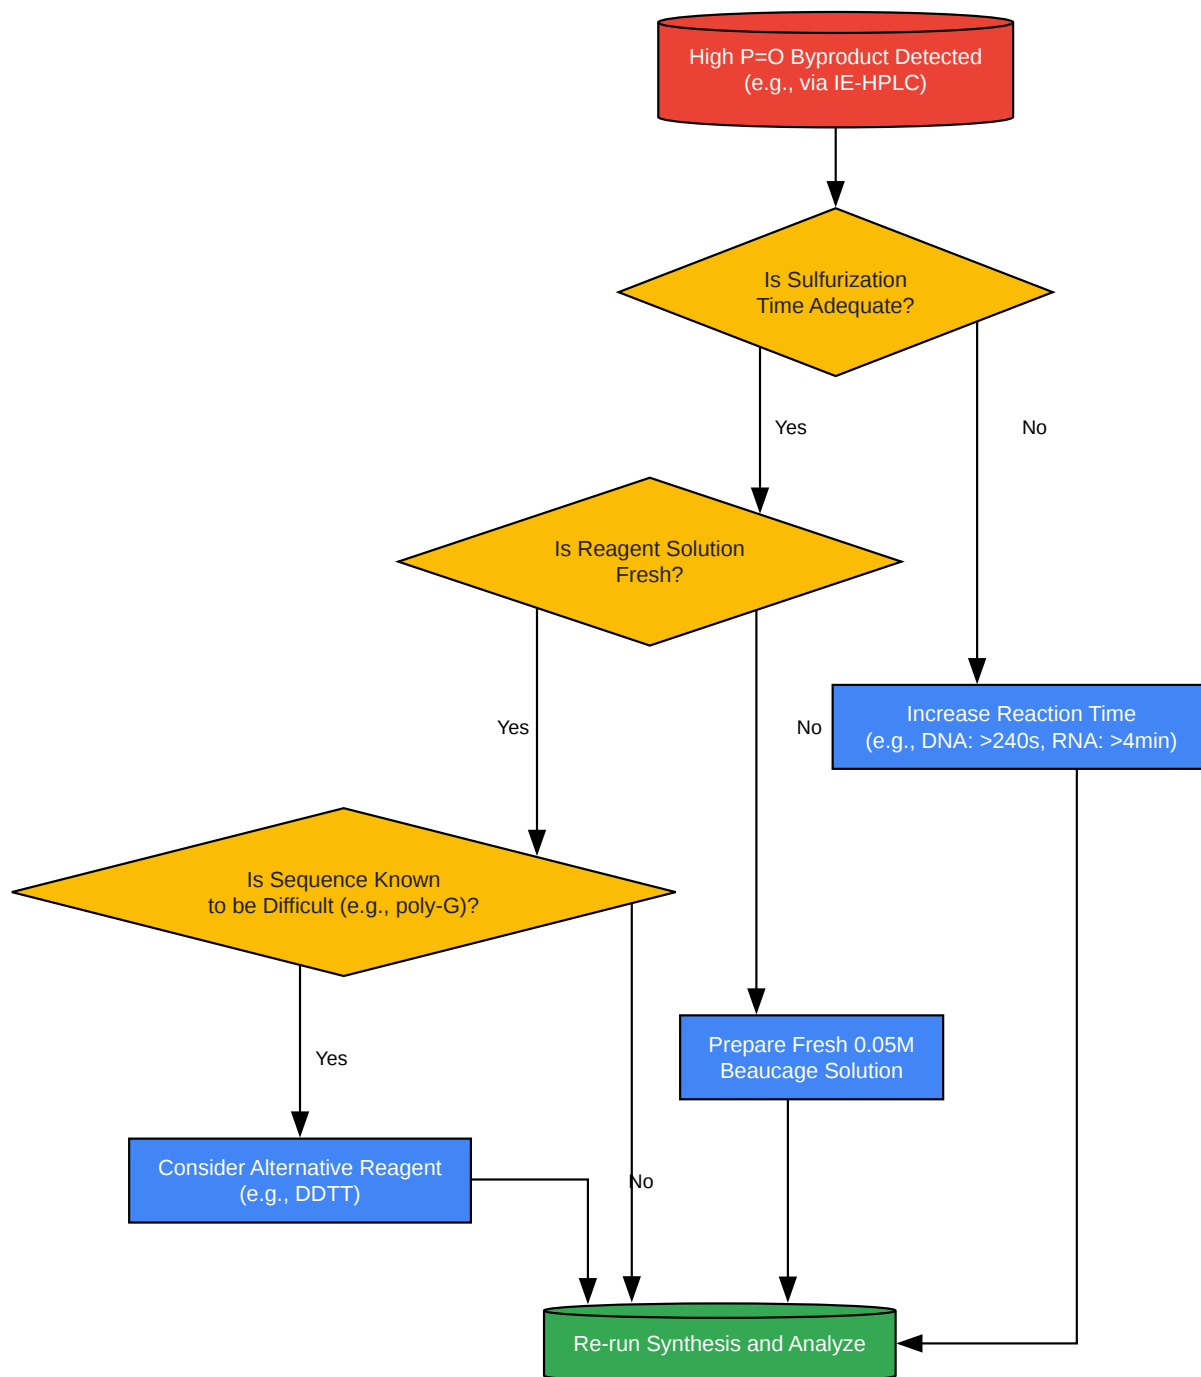 High P=O Byproduct Detected
(e.g., via IE-HPLC)
Is Sulfurization
Time Adequate?
Yes
No
Is Reagent Solution
Fresh?
Yes
No
Increase Reaction Time
(e.g., DNA: >240s, RNA: >4min)
Is Sequence Known
to be Difficult (e.g., poly-G)?
Yes
No
Prepare Fresh 0.05M
Beaucage Solution
Consider Alternative Reagent
(e.g., DDTT)
Re-run Synthesis and Analyze